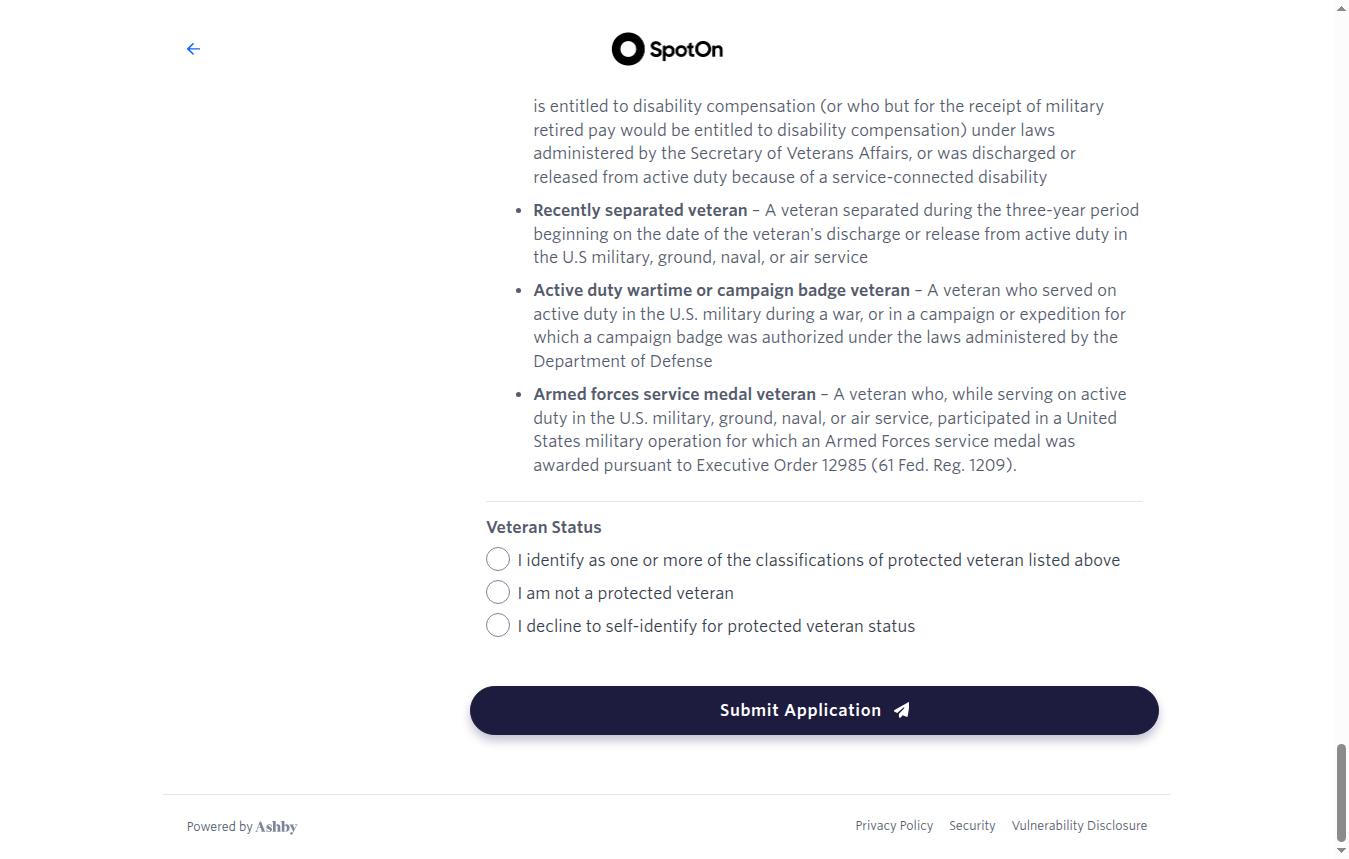 SpotOn
is entitled to disability compensation (or who but for the receipt of military
retired pay would be entitled to disability compensation) under laws
administered by the Secretary of Veterans Affairs, or was discharged or
released from active duty because of a service-connected disability
• Recently separated veteran – A veteran separated during the three-year period
beginning on the date of the veteran's discharge or release from active duty in
the U.S military, ground, naval, or air service
• Active duty wartime or campaign badge veteran – A veteran who served on
active duty in the U.S. military during a war, or in a campaign or expedition for
which a campaign badge was authorized under the laws administered by the
Department of Defense
• Armed forces service medal veteran – A veteran who, while serving on active
duty in the U.S. military, ground, naval, or air service, participated in a United
States military operation for which an Armed Forces service medal was
awarded pursuant to Executive Order 12985 (61 Fed. Reg. 1209).
Veteran Status
I identify as one or more of the classifications of protected veteran listed above
I am not a protected veteran
I decline to self-identify for protected veteran status
Submit Application
Powered by Ashby
Privacy Policy Security Vulnerability Disclosure